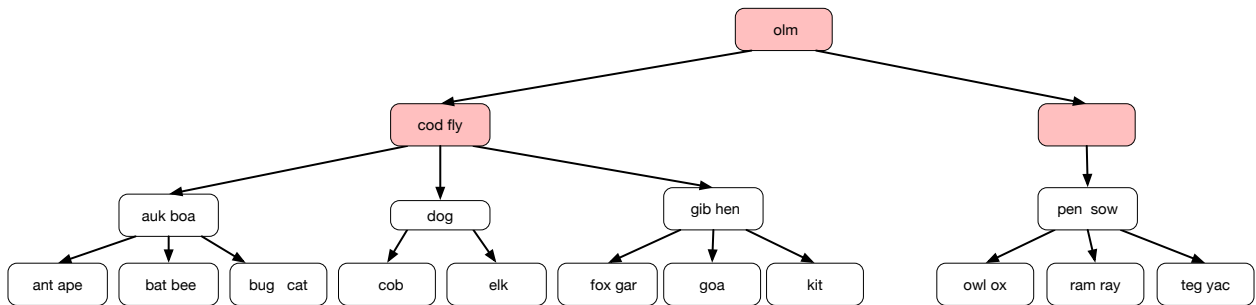 olm
cod fly
auk boa
dog
gib hen
pen sow
ant ape
bat bee
bug cat
cob
elk
fox gar
goa
kit
owl ox
ram ray
teg yac